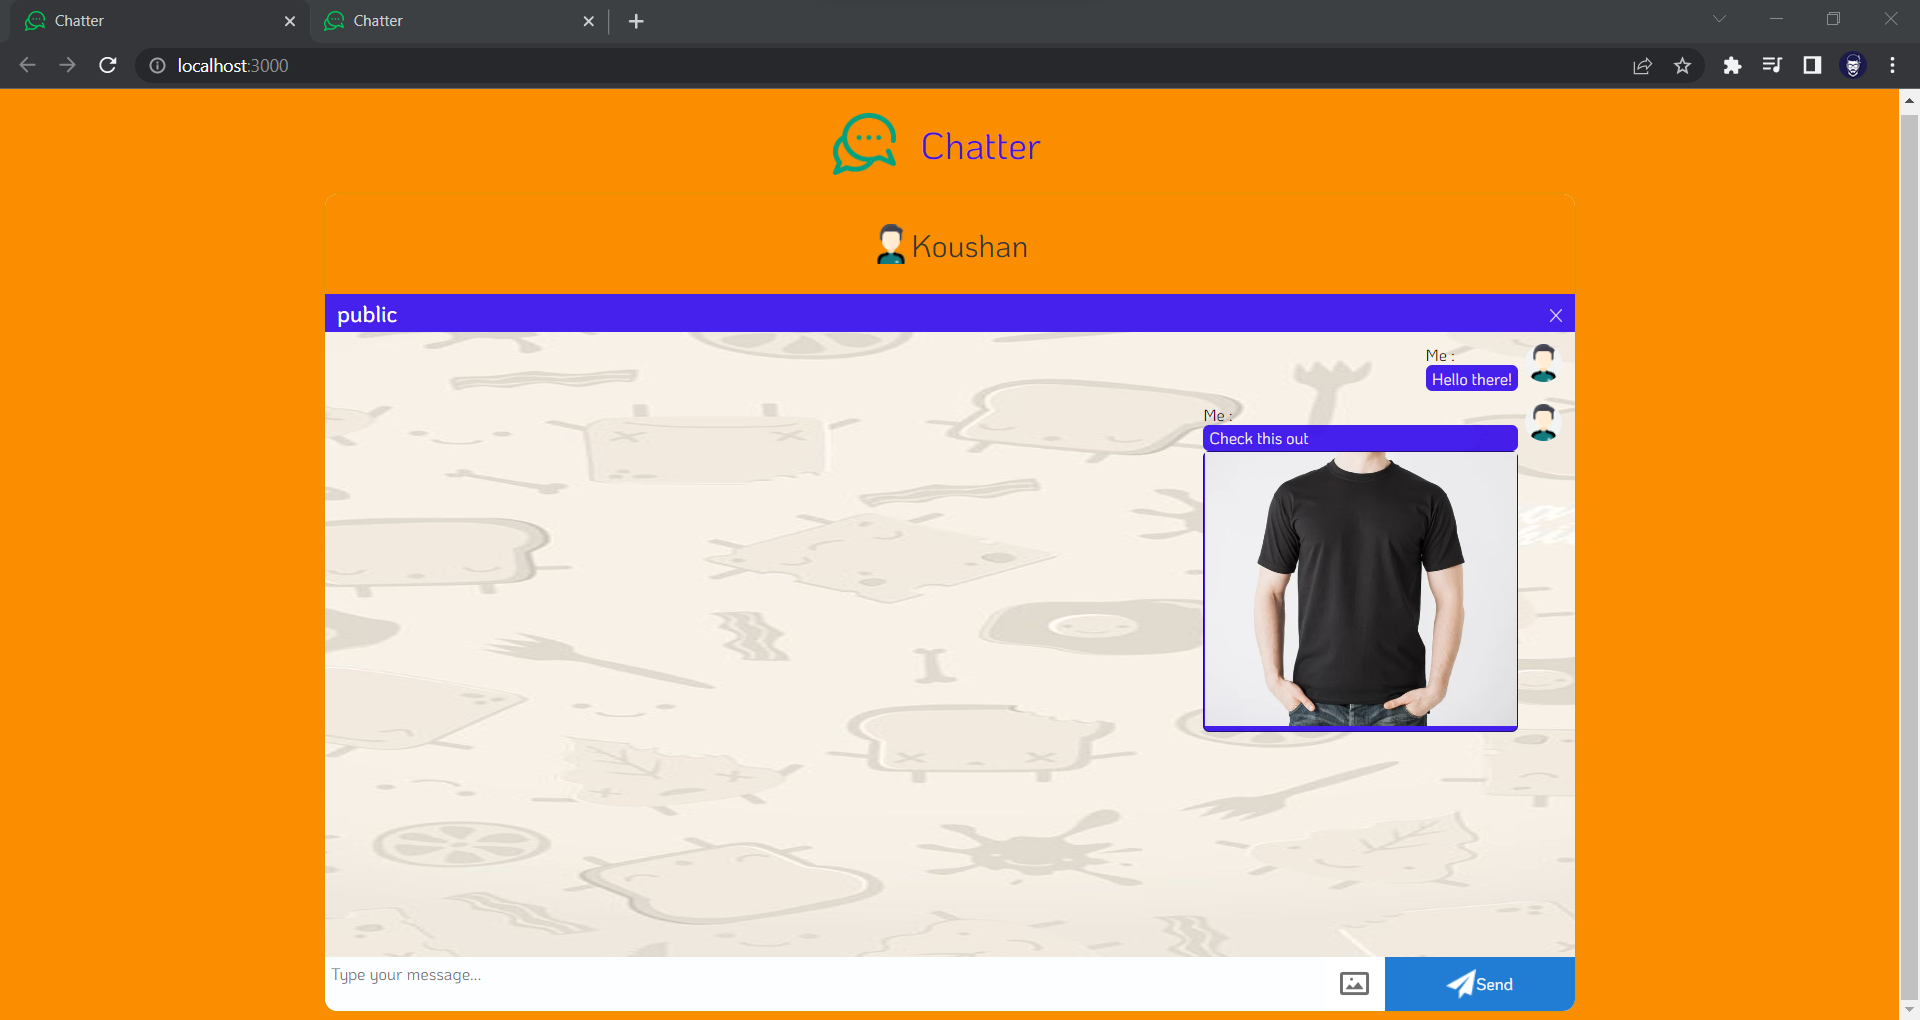 Chatter
Chatter
localhost:3000
Chatter
Koushan
public
Me :
Hello there!
Me :
Check this out
Type your message...
Send